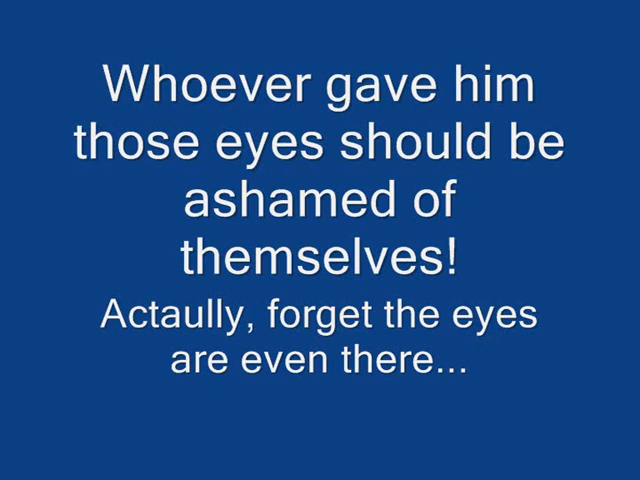 Whoever gave him
those eyes should be
ashamed of
themselves!
Actaully, forget the eyes
are even there...